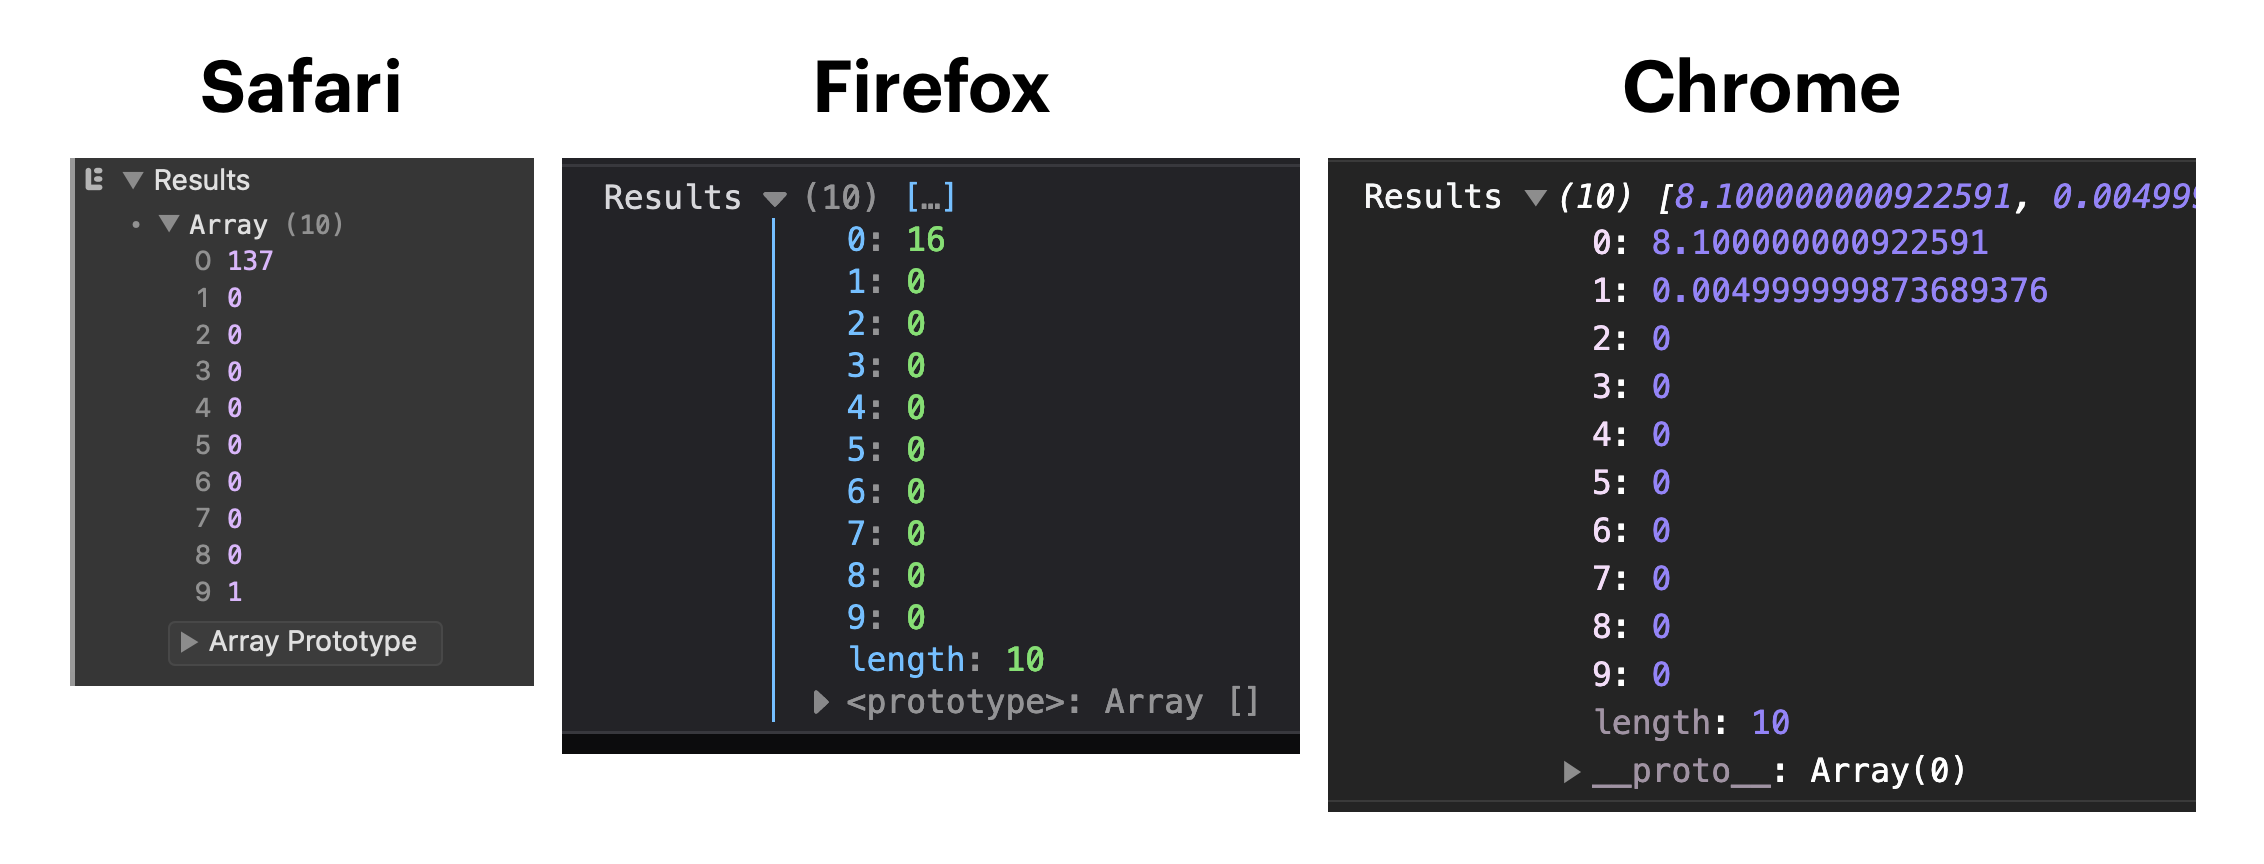 Safari
Results
Array (10)
0 137
1 0
2 0
3 0
4 0
5 0
6 0
7 0
8 0
9 1
Array Prototype
Firefox
Results (10) […]
0: 16
1: 0
2: 0
3: 0
4: 0
5: 0
6: 0
7: 0
8: 0
9: 0
length: 10
<prototype>: Array []
Chrome
Results (10) [8.100000000922591, 0.004999
0: 8.100000000922591
1: 0.004999999873689376
2: 0
3: 0
4: 0
5: 0
6: 0
7: 0
8: 0
9: 0
length: 10
__proto__: Array(0)